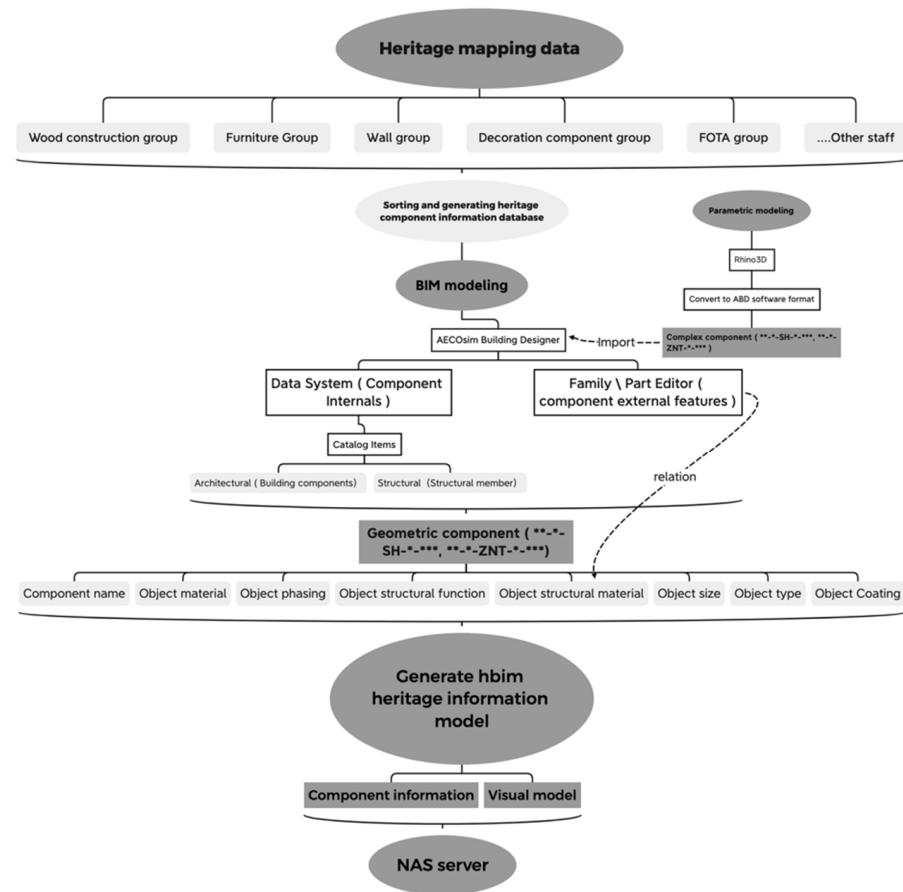 Heritage mapping data
Wood construction group
Furniture Group
Wall group
Decoration component group
FOTA group
....Other staff
Sorting and generating heritage
component information database
Parametric modeling
Rhino3D
BIM modeling
Convert to ABD software format
AECOsim Building Designer
Import
Complex component ( **-*-SH-*-***, **-*-
ZNT-*-*** )
Data System ( Component
Internals )
Family \ Part Editor (
component external features )
Catalog Items
relation
Architectural ( Building components)
Structural (Structural member)
Geometric component ( **-*-
SH-*-***, **-*-ZNT-*-***)
Component name
Object material
Object phasing
Object structural function
Object structural material
Object size
Object type
Object Coating
Generate hbim
heritage information
model
Component information
Visual model
NAS server